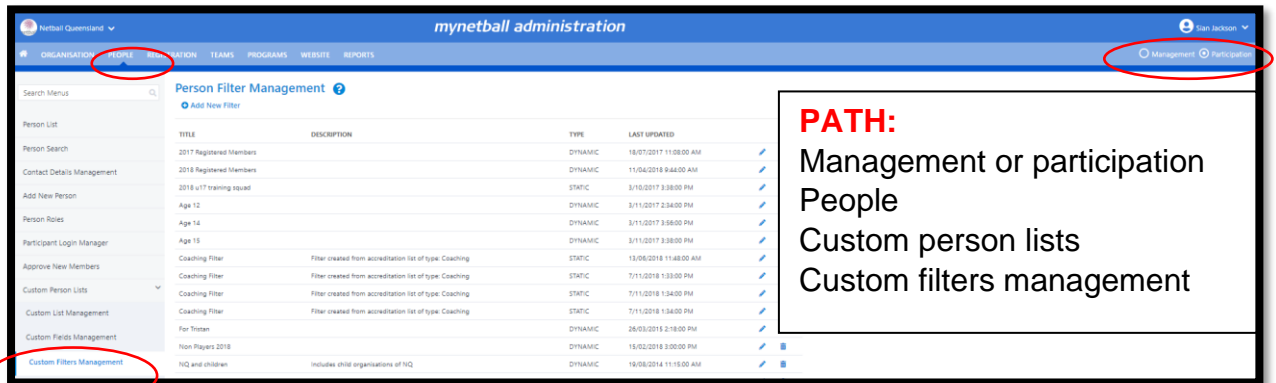 Netball Queensland
mynetball administration
Sian Jackson
ORGANISATION PEOPLE REGISTRATION TEAMS PROGRAMS WEBSITE REPORTS
Management Participation
Search Menus
Person List
Person Search
Contact Details Management
Add New Person
Person Roles
Participant Login Manager
Approve New Members
Custom Person Lists
Custom List Management
Custom Fields Management
Custom Filters Management
Person Filter Management ?
Add New Filter
TITLE DESCRIPTION TYPE LAST UPDATED
2017 Registered Members DYNAMIC 18/07/2017 11:08:00 AM
2018 Registered Members DYNAMIC 11/04/2018 9:44:00 AM
2018 u17 training squad STATIC 3/10/2017 3:38:00 PM
Age 12 DYNAMIC 3/11/2017 2:34:00 PM
Age 14 DYNAMIC 3/11/2017 3:56:00 PM
Age 15 DYNAMIC 3/11/2017 3:38:00 PM
Coaching Filter Filter created from accreditation list of type: Coaching STATIC 13/06/2018 11:48:00 AM
Coaching Filter Filter created from accreditation list of type: Coaching STATIC 7/11/2018 1:33:00 PM
Coaching Filter Filter created from accreditation list of type: Coaching STATIC 7/11/2018 1:34:00 PM
Coaching Filter Filter created from accreditation list of type: Coaching STATIC 7/11/2018 1:34:00 PM
For Tristan DYNAMIC 26/03/2015 2:18:00 PM
Non Players 2018 DYNAMIC 15/02/2018 3:00:00 PM
NQ and children Includes child organisations of NQ DYNAMIC 19/08/2014 11:15:00 AM
PATH:
Management or participation
People
Custom person lists
Custom filters management